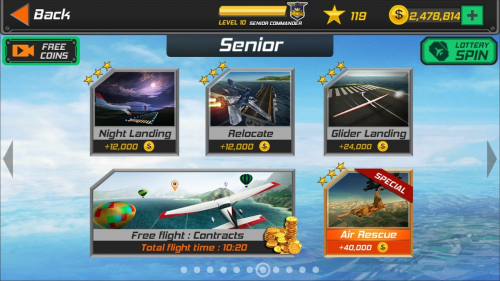 Back
LEVEL 10 SENIOR COMMANDER
119
2,478,814
FREE
COINS
Senior
LOTTERY
SPIN
Night Landing
+12,000
Relocate
+12,000
Glider Landing
+24,000
Free flight : Contracts
Total flight time : 10:20
SPECIAL
Air Rescue
+40,000